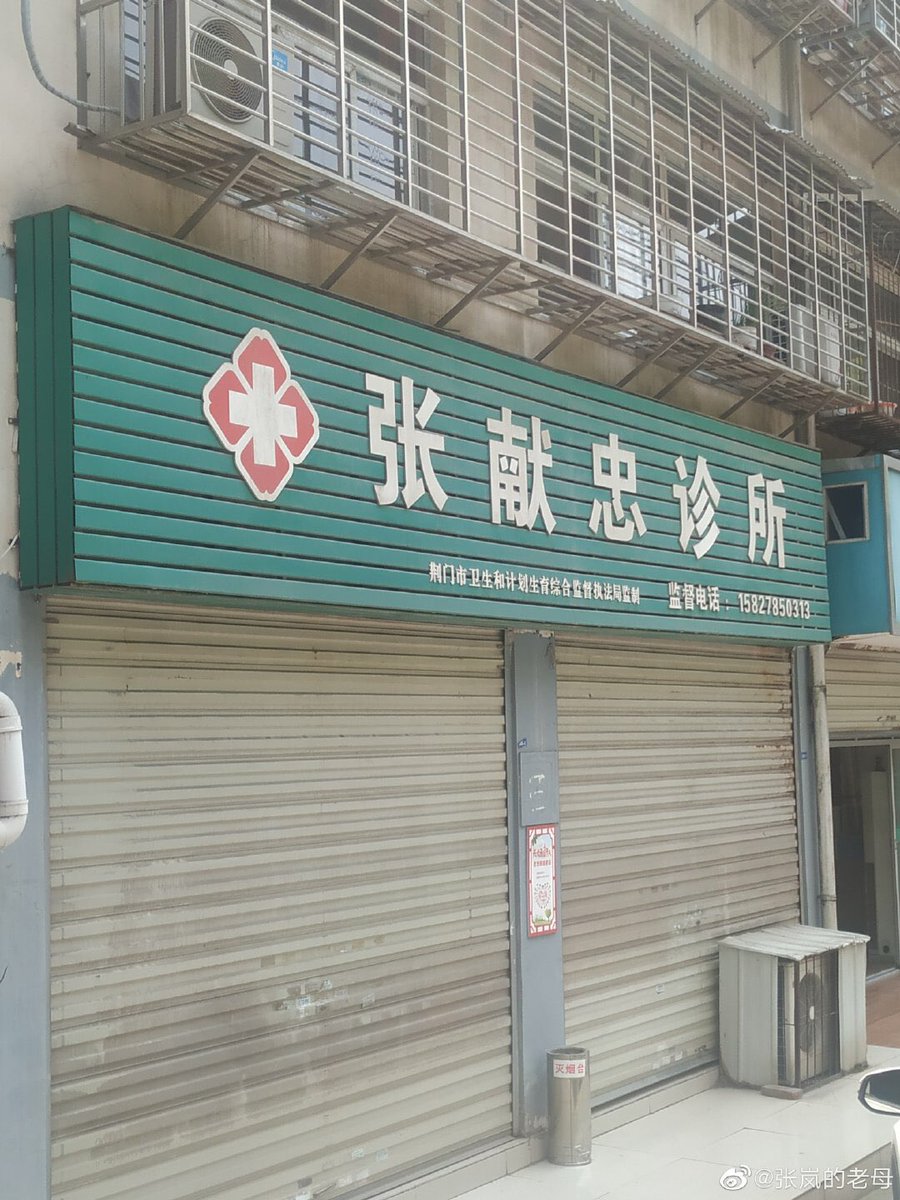 张献忠诊所
荆门市卫生和计划生育综合监督执法局监制
监督电话：15827850313
灭烟台
@张岚的老母